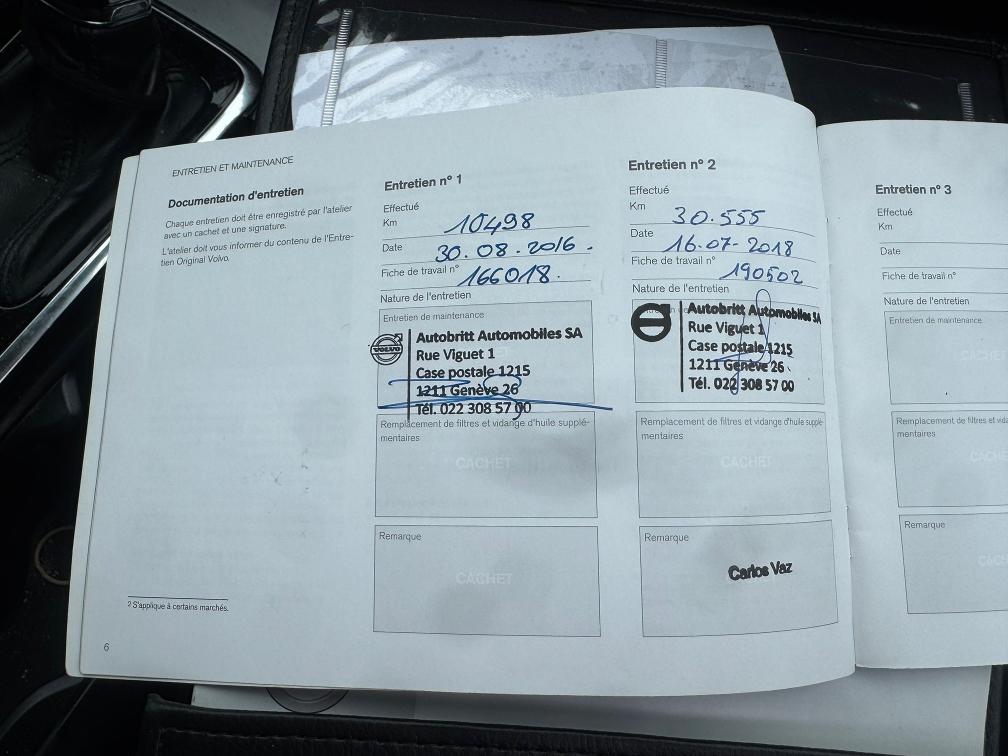 ENTRETIEN ET MAINTENANCE
Documentation d'entretien
Chaque entretien doit être enregistré par l'atelier
avec un cachet et une signature.
L'atelier doit vous informer du contenu de l'Entre-
tien Original Volvo.
2 S'applique à certains marchés.
6
Entretien n° 1
Effectué
Km 10498
Date 30.08.2016.
Fiche de travail n° 166018.
Nature de l'entretien
Entretien de maintenance
VOLVO
Autobritt Automobiles SA
Rue Viguet 1
Case postale 1215
1211 Genève 26
Tél. 022 308 57 00
Remplacement de filtres et vidange d'huile supplé-
mentaires
CACHET
Remarque
CACHET
Entretien n° 2
Effectué
Km 30.555
Date 16-07-2018
Fiche de travail n° 190502
Nature de l'entretien
Autobritt Automobiles SA
Rue Viguet 1
Case postale 1215
1211 Genève 26
Tél. 022 308 57 00
Remplacement de filtres et vidange d'huile supplé-
mentaires
CACHET
Remarque
Carlos Vaz
Entretien n° 3
Effectué
Km
Date
Fiche de travail n°
Nature de l'entretien
Entretien de maintenance
CACHET
Remplacement de filtres et vida
mentaires
CACHE
Remarque
CACH